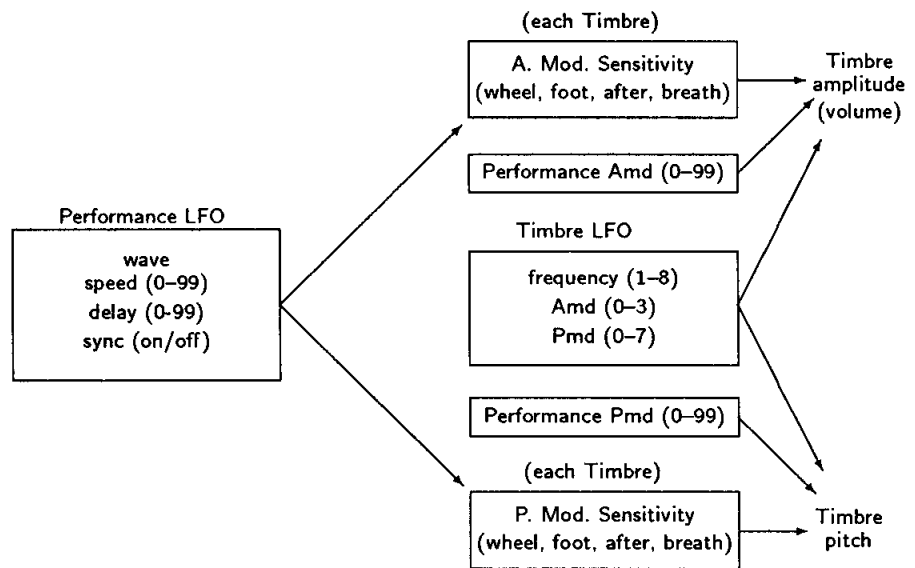 (each Timbre)
A. Mod. Sensitivity
(wheel, foot, after, breath)
Timbre
amplitude
(volume)
Performance Amd (0–99)
Performance LFO
wave
speed (0–99)
delay (0-99)
sync (on/off)
Timbre LFO
frequency (1–8)
Amd (0–3)
Pmd (0–7)
Performance Pmd (0–99)
(each Timbre)
P. Mod. Sensitivity
(wheel, foot, after, breath)
Timbre
pitch